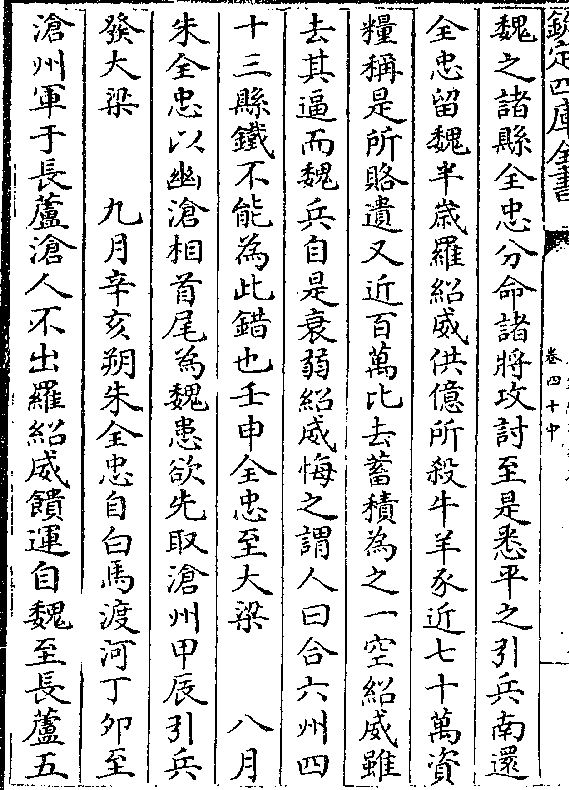 欽定四庫全書
卷四十中
魏之諸縣全忠分命諸將攻討至是悉平之引兵南還
全忠留魏半歳羅紹威供億所殺牛羊豕近七十萬資
糧稱是所賂遺又近百萬比去蓄積為之一空紹威雖
去其逼而魏兵自是衰弱紹威悔之謂人曰合六州四
十三縣鐵不能為此錯也壬申全忠至大梁　　八月
朱全忠以幽滄相首尾為魏患欲先取滄州甲辰引兵
發大梁　　九月辛亥朔朱全忠自白馬渡河丁卯至
滄州軍于長蘆滄人不出羅紹威饋運自魏至長蘆五